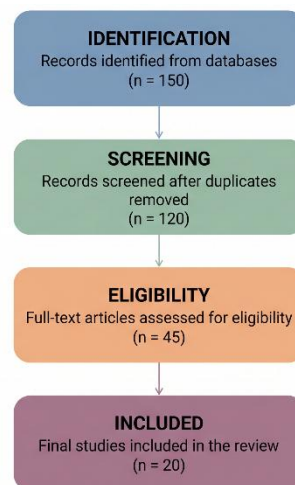 IDENTIFICATION
Records identified from databases
(n = 150)
SCREENING
Records screened after duplicates
removed
(n = 120)
ELIGIBILITY
Full-text articles assessed for eligibility
(n = 45)
INCLUDED
Final studies included in the review
(n = 20)